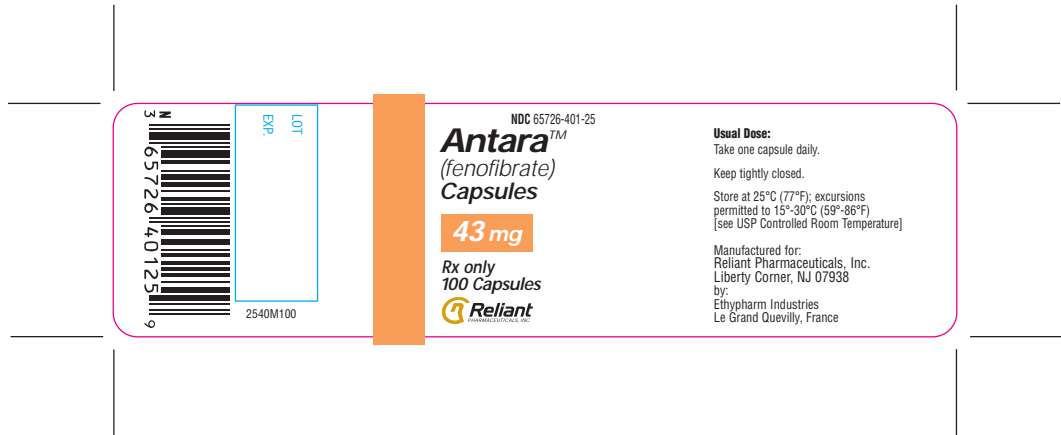 N
3 65726 40125 9
LOT
EXP.
2540M100
NDC 65726-401-25
Antara™
(fenofibrate)
Capsules
43 mg
Rx only
100 Capsules
Reliant
PHARMACEUTICALS, INC.
Usual Dose:
Take one capsule daily.
Keep tightly closed.
Store at 25°C (77°F); excursions
permitted to 15°-30°C (59°-86°F)
[see USP Controlled Room Temperature]
Manufactured for:
Reliant Pharmaceuticals, Inc.
Liberty Corner, NJ 07938
by:
Ethypharm Industries
Le Grand Quevilly, France